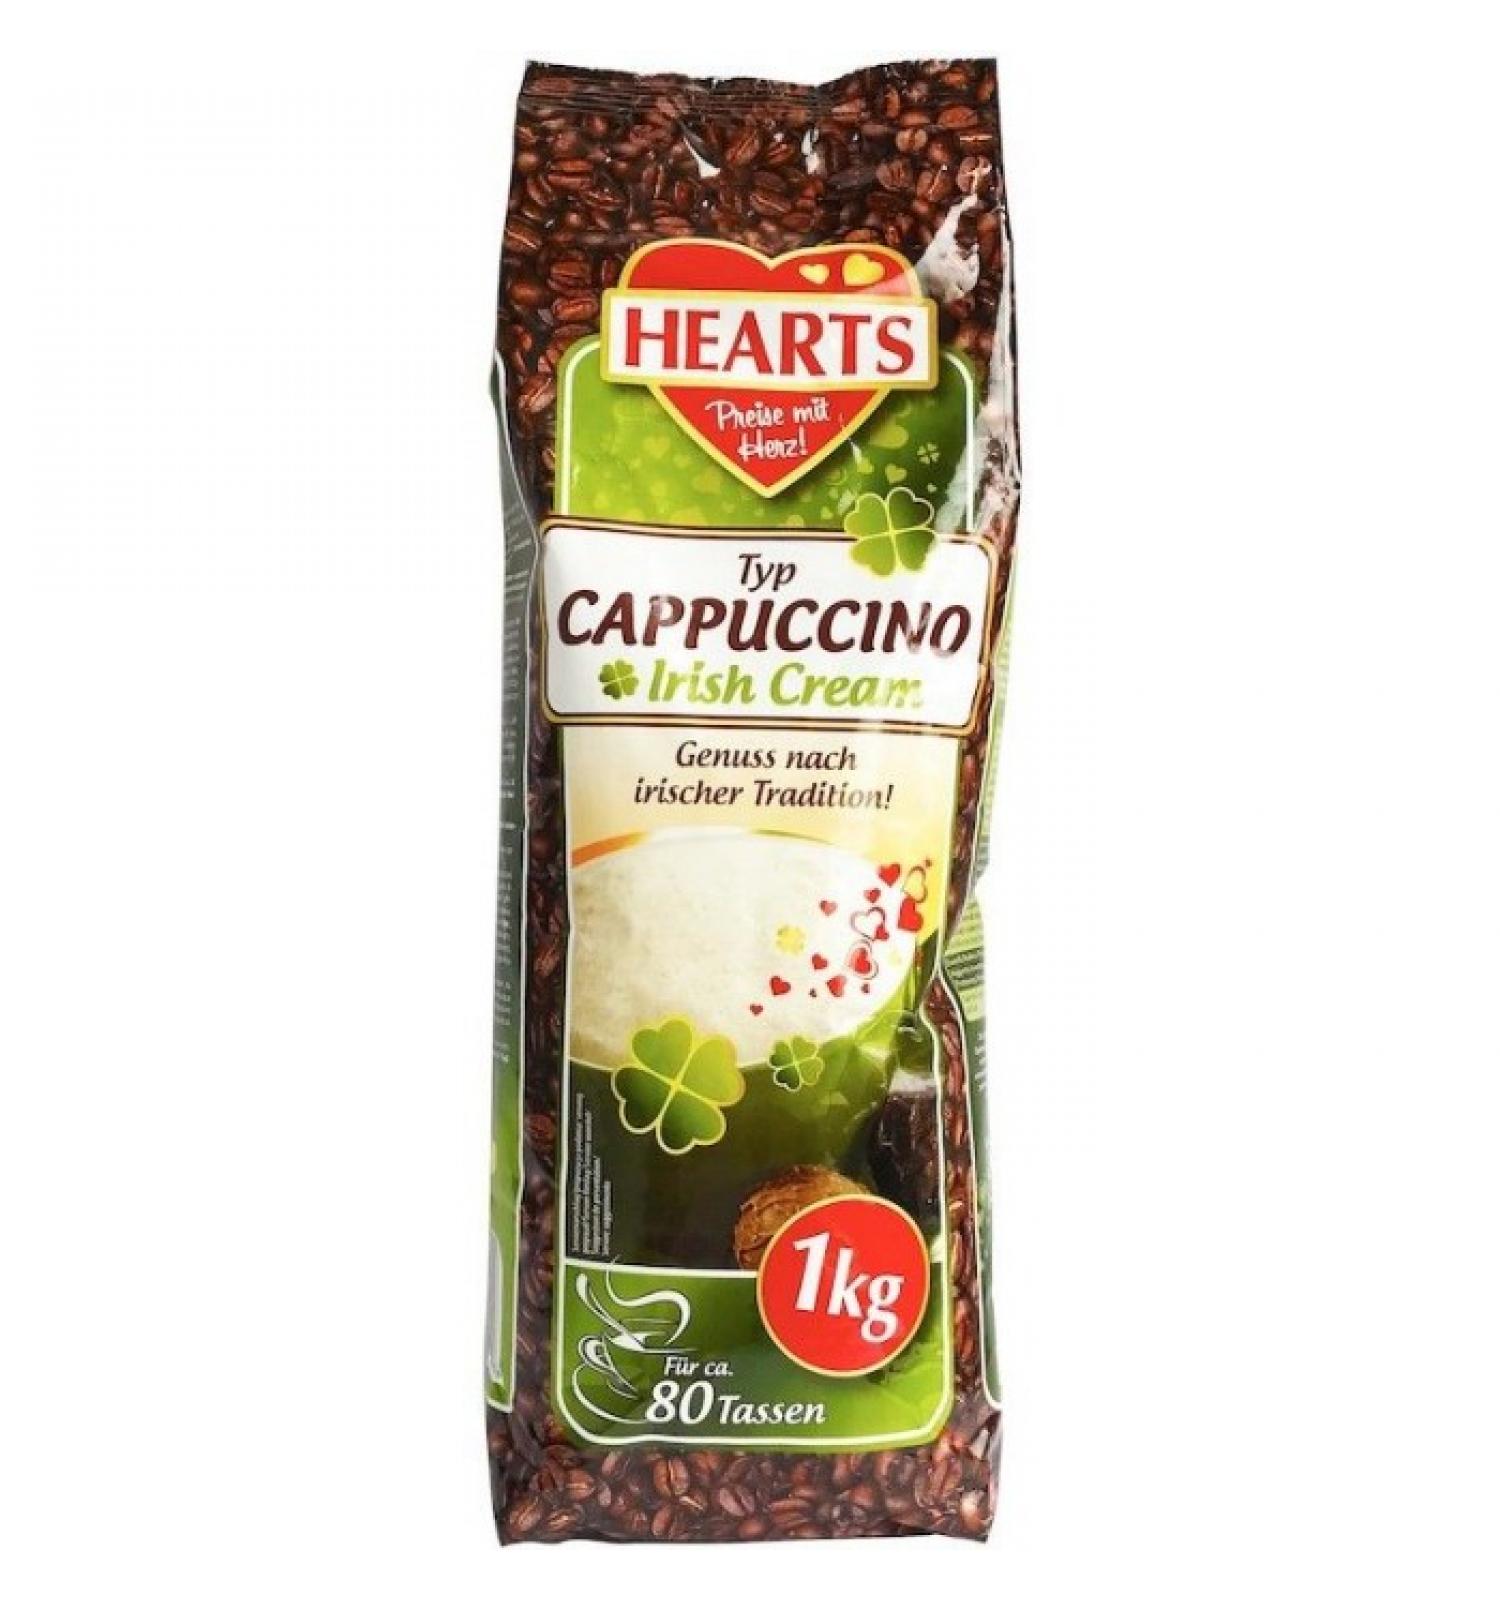 HEARTS
Preise mit
Herz!
Typ
CAPPUCCINO
Irish Cream
Genuss nach
irischer Tradition!
1kg
Für ca.
80 Tassen